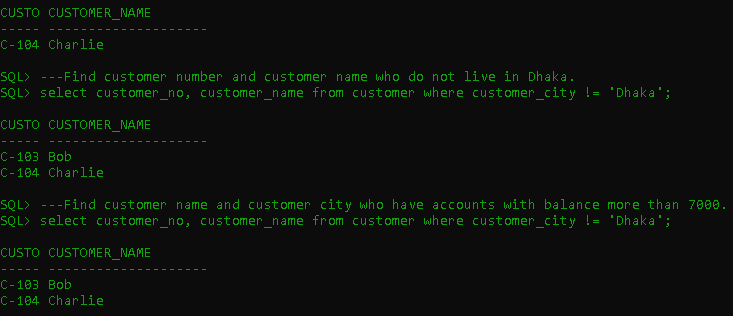 CUSTO CUSTOMER_NAME
----- --------------------
C-104 Charlie
SQL> ---Find customer number and customer name who do not live in Dhaka.
SQL> select customer_no, customer_name from customer where customer_city != 'Dhaka';
CUSTO CUSTOMER_NAME
----- --------------------
C-103 Bob
C-104 Charlie
SQL> ---Find customer name and customer city who have accounts with balance more than 7000.
SQL> select customer_no, customer_name from customer where customer_city != 'Dhaka';
CUSTO CUSTOMER_NAME
----- --------------------
C-103 Bob
C-104 Charlie